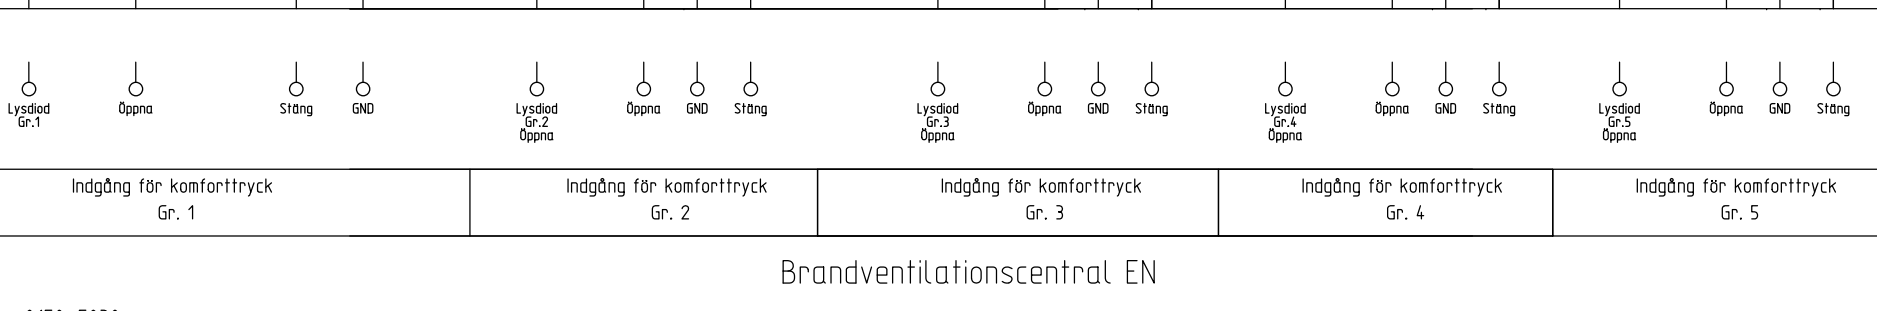 Lysdiod Öppna Stäng GND Lysdiod Öppna GND Stäng Lysdiod Öppna GND Stäng Lysdiod Öppna GND Stäng Lysdiod Öppna GND Stäng
Gr.1 Gr.2 Gr.3 Gr.4 Gr.5
Öppna Öppna Öppna Öppna
Indgång för komforttryck Indgång för komforttryck Indgång för komforttryck Indgång för komforttryck Indgång för komforttryck
Gr. 1 Gr. 2 Gr. 3 Gr. 4 Gr. 5
Brandventilationscentral EN